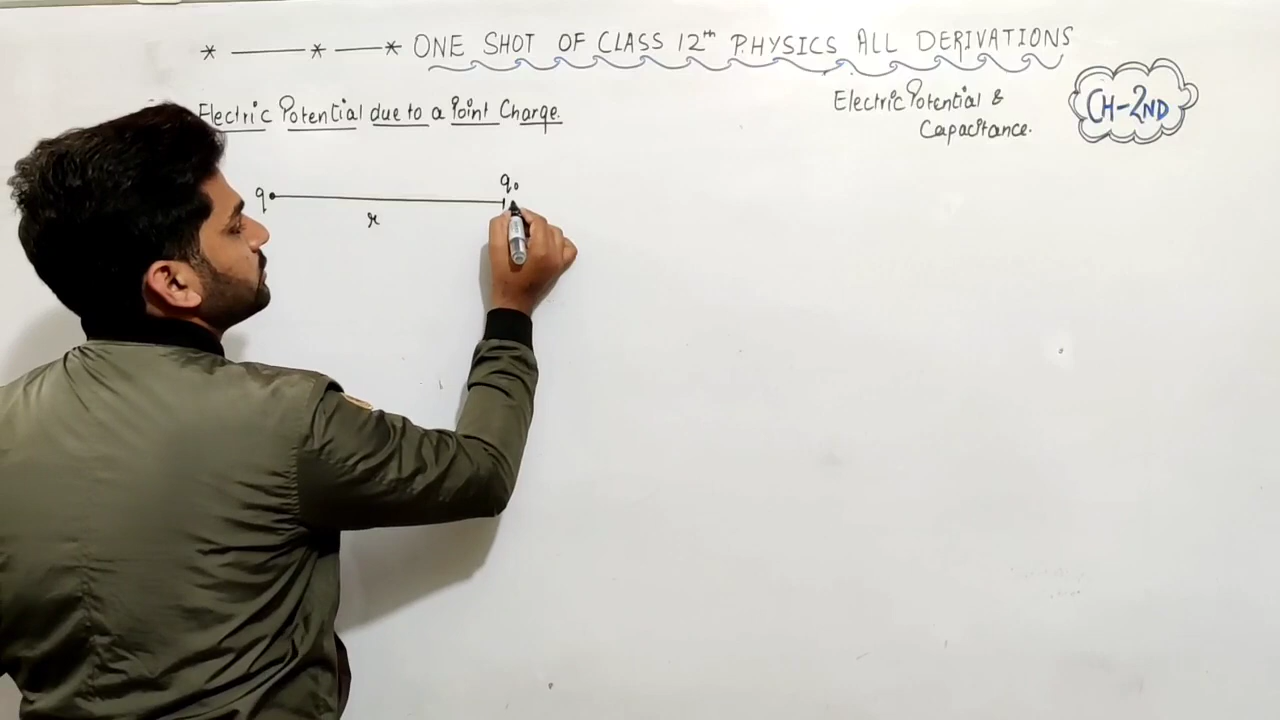 * ——— * —— * ONE SHOT OF CLASS 12th PHYSICS ALL DERIVATIONS
Electric Potential &
Capacitance.
CH-2ND
Electric Potential due to a Point Charge.
q
q₀
r